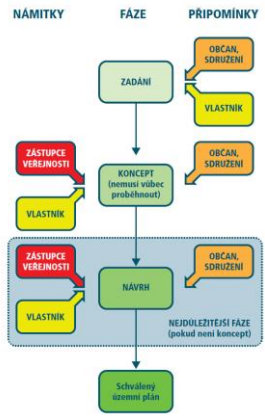 NÁMITKY FÁZE PŘIPOMÍNKY
OBČAN,
SDRUŽENÍ
ZADÁNÍ
VLASTNÍK
ZÁSTUPCE
VEŘEJNOSTI
KONCEPT
(nemusí vůbec
proběhnout)
OBČAN,
SDRUŽENÍ
VLASTNÍK
ZÁSTUPCE
VEŘEJNOSTI
NÁVRH
OBČAN,
SDRUŽENÍ
VLASTNÍK
NEJDŮLEŽITĚJŠÍ FÁZE
(pokud není koncept)
Schválený
územní plán